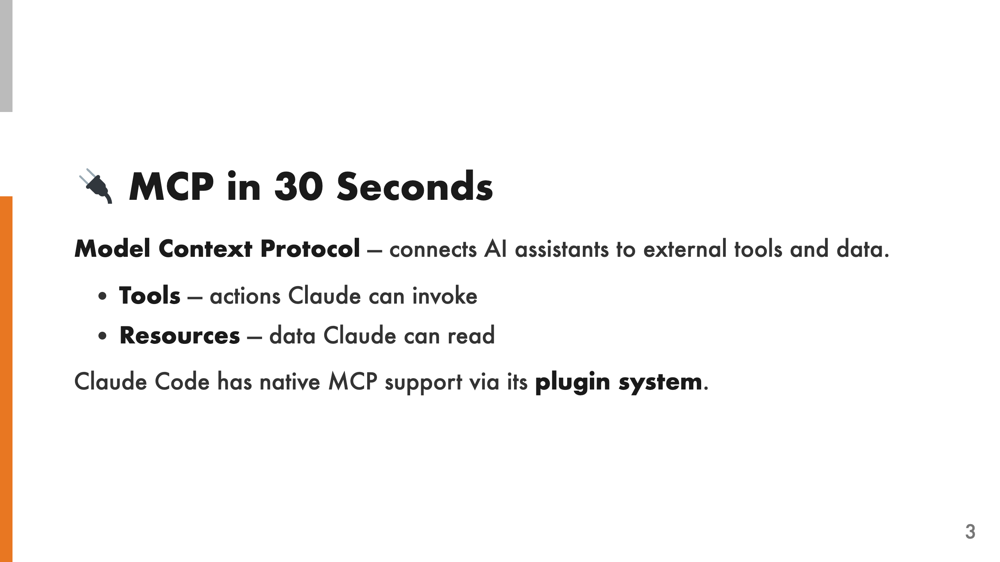 🔌 MCP in 30 Seconds
Model Context Protocol — connects AI assistants to external tools and data.
• Tools — actions Claude can invoke
• Resources — data Claude can read
Claude Code has native MCP support via its plugin system.
3